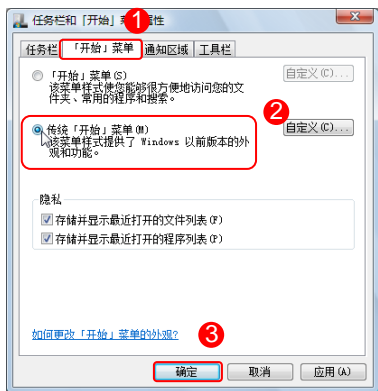 任务栏和「开始」菜 1 属性
任务栏 「开始」菜单 通知区域 工具栏
「开始」菜单(S) 自定义(C)...
该菜单样式使您能够很方便地访问您的文
件夹、常用的程序和搜索。
2
传统「开始」菜单(M) 自定义(C)...
该菜单样式提供了 Windows 以前版本的外
观和功能。
隐私
存储并显示最近打开的文件列表(F)
存储并显示最近打开的程序列表(P)
如何更改「开始」菜单的外观? 3
确定 取消 应用(A)